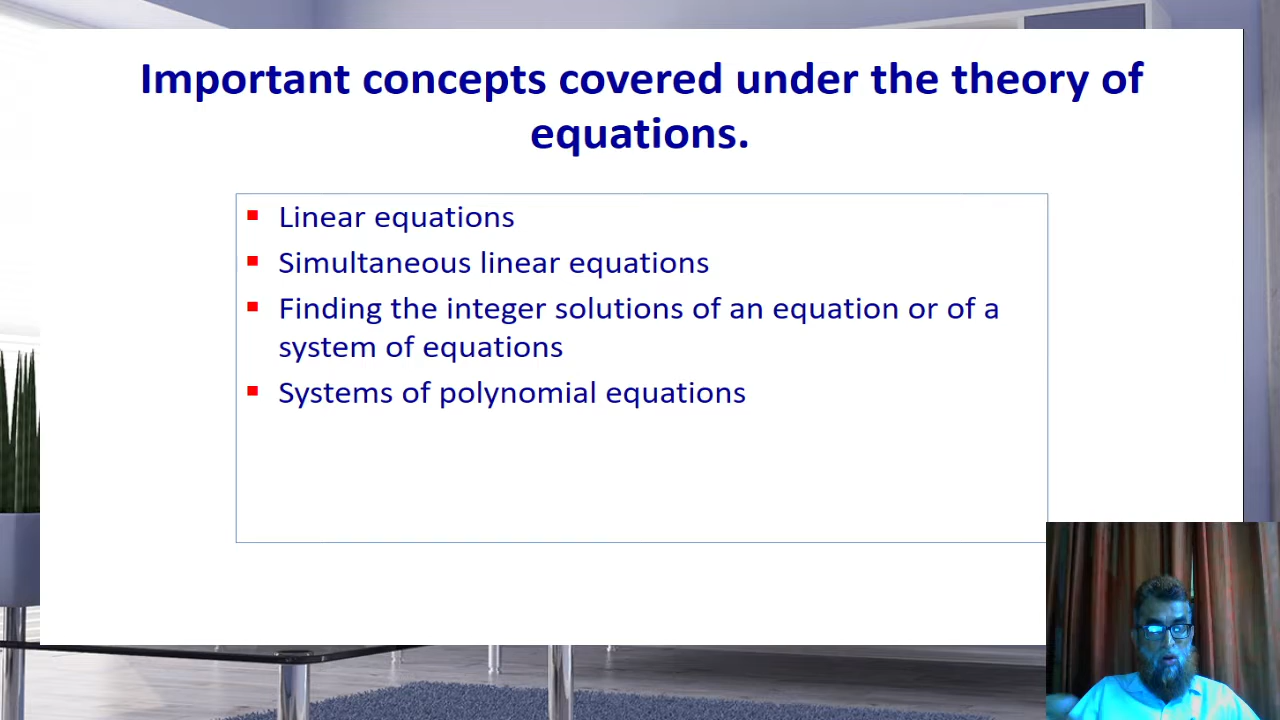 Important concepts covered under the theory of
equations.
Linear equations
Simultaneous linear equations
Finding the integer solutions of an equation or of a
system of equations
Systems of polynomial equations